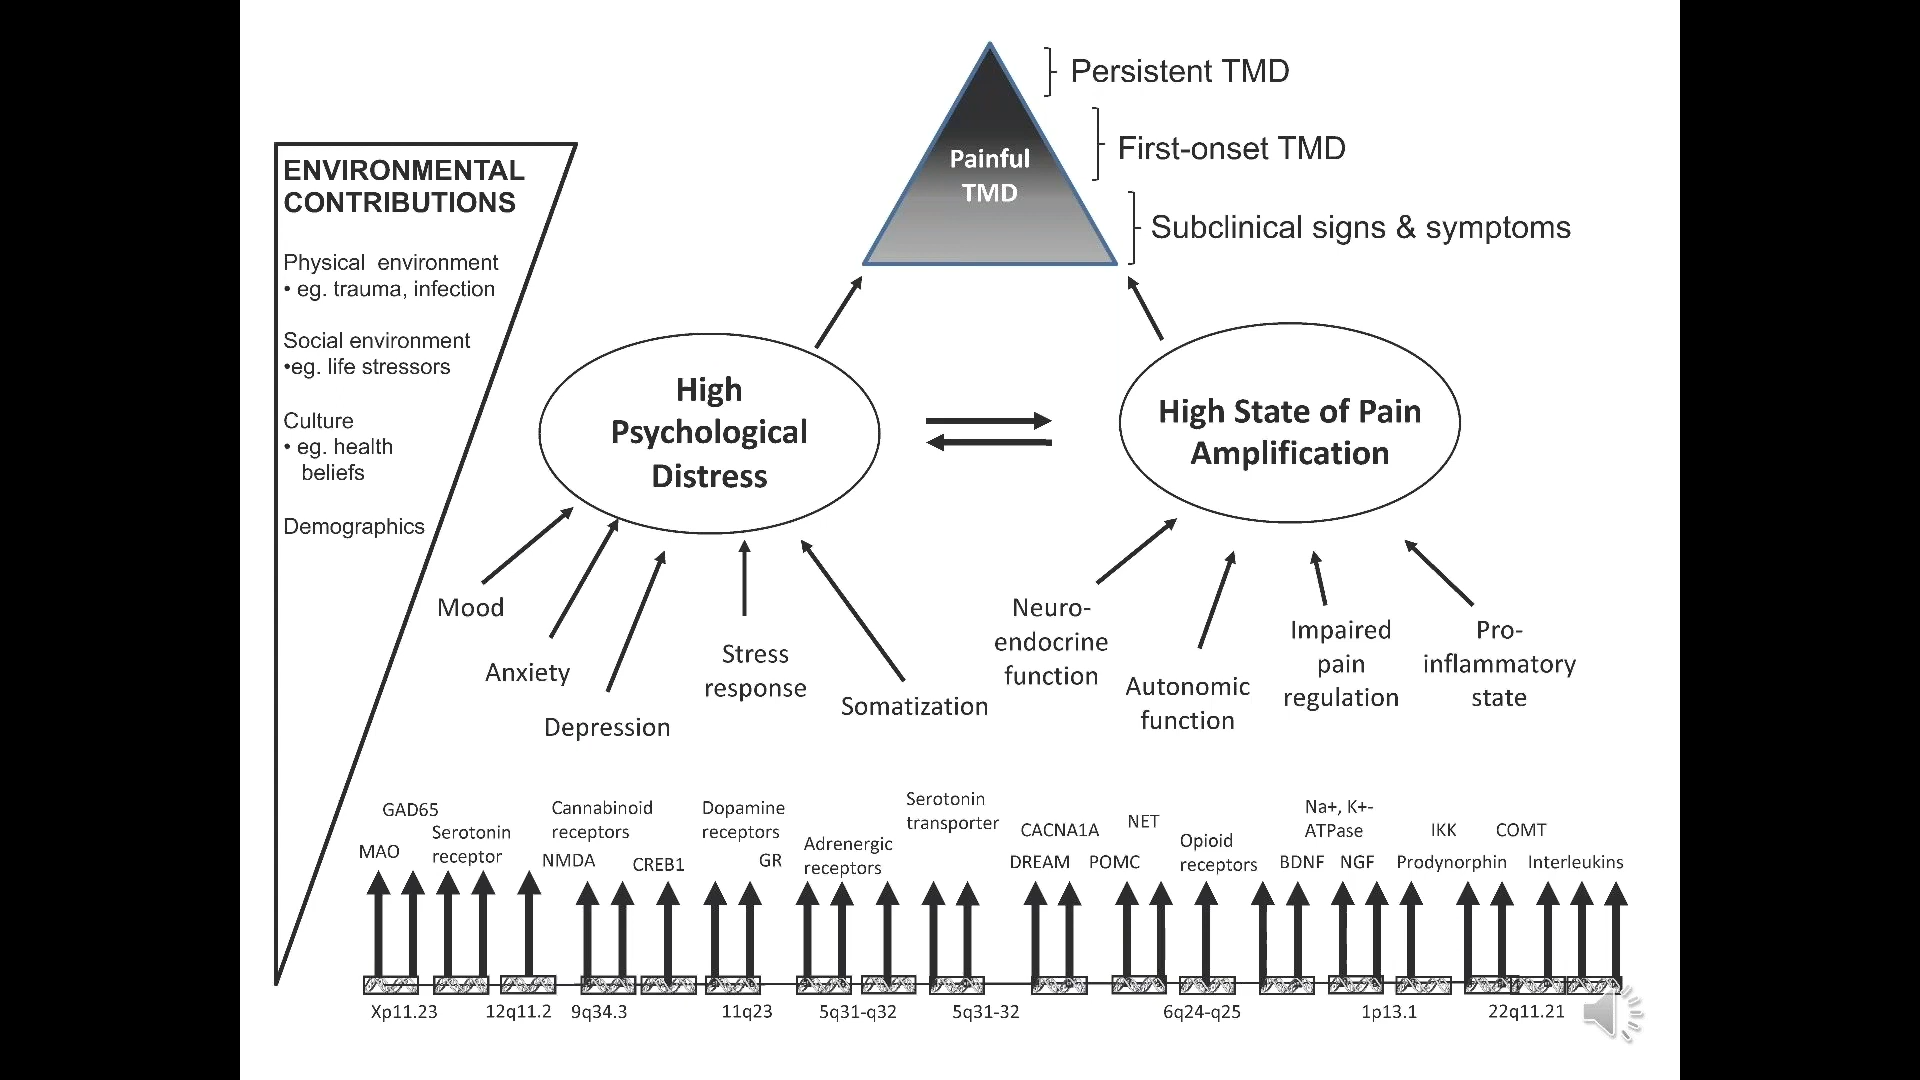 Persistent TMD
First-onset TMD
Subclinical signs & symptoms
Painful
TMD
ENVIRONMENTAL
CONTRIBUTIONS
Physical environment
• eg. trauma, infection
Social environment
•eg. life stressors
Culture
• eg. health
beliefs
Demographics
High
Psychological
Distress
High State of Pain
Amplification
Mood
Anxiety
Depression
Stress
response
Somatization
Neuro-
endocrine
function
Autonomic
function
Impaired
pain
regulation
Pro-
inflammatory
state
MAO
GAD65
Serotonin
receptor
NMDA
Cannabinoid
receptors
CREB1
Dopamine
receptors
GR
Adrenergic
receptors
Serotonin
transporter
CACNA1A
DREAM
POMC
NET
Opioid
receptors
Na+, K+-
ATPase
BDNF
NGF
IKK
Prodynorphin
COMT
Interleukins
Xp11.23
12q11.2
9q34.3
11q23
5q31-q32
5q31-32
6q24-q25
1p13.1
22q11.21